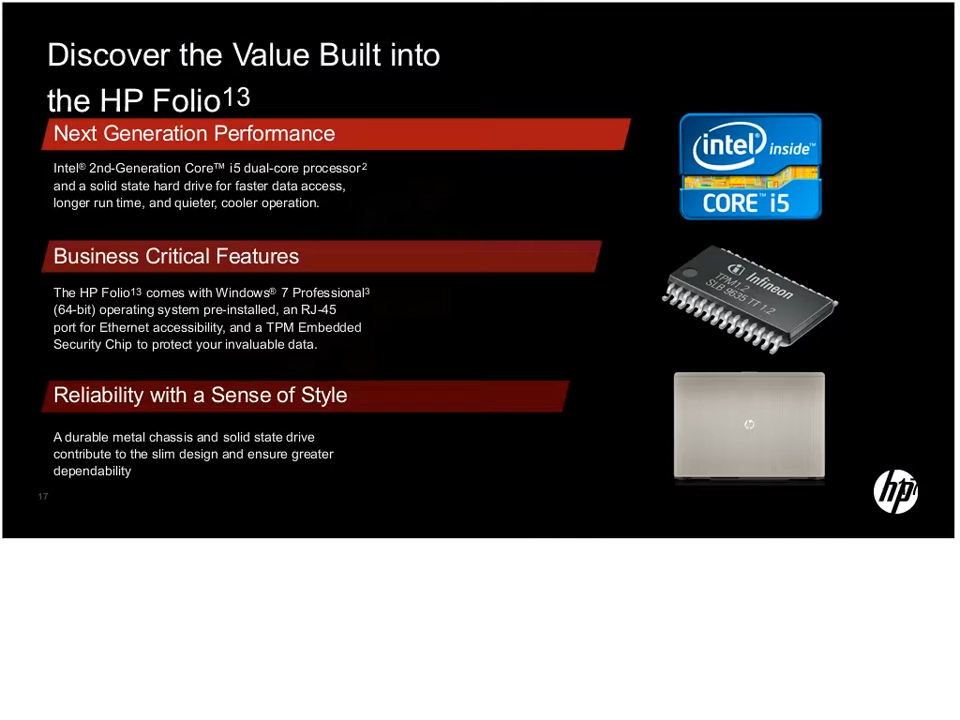 Discover the Value Built into
the HP Folio13
Next Generation Performance
Intel® 2nd-Generation Core™ i5 dual-core processor2
and a solid state hard drive for faster data access,
longer run time, and quieter, cooler operation.
intel® inside™
CORE™ i5
Business Critical Features
The HP Folio13 comes with Windows® 7 Professional3
(64-bit) operating system pre-installed, an RJ-45
port for Ethernet accessibility, and a TPM Embedded
Security Chip to protect your invaluable data.
Infineon
TPM1.2
SLB 9635 TT 1.2
Reliability with a Sense of Style
A durable metal chassis and solid state drive
contribute to the slim design and ensure greater
dependability
hp
17
hp